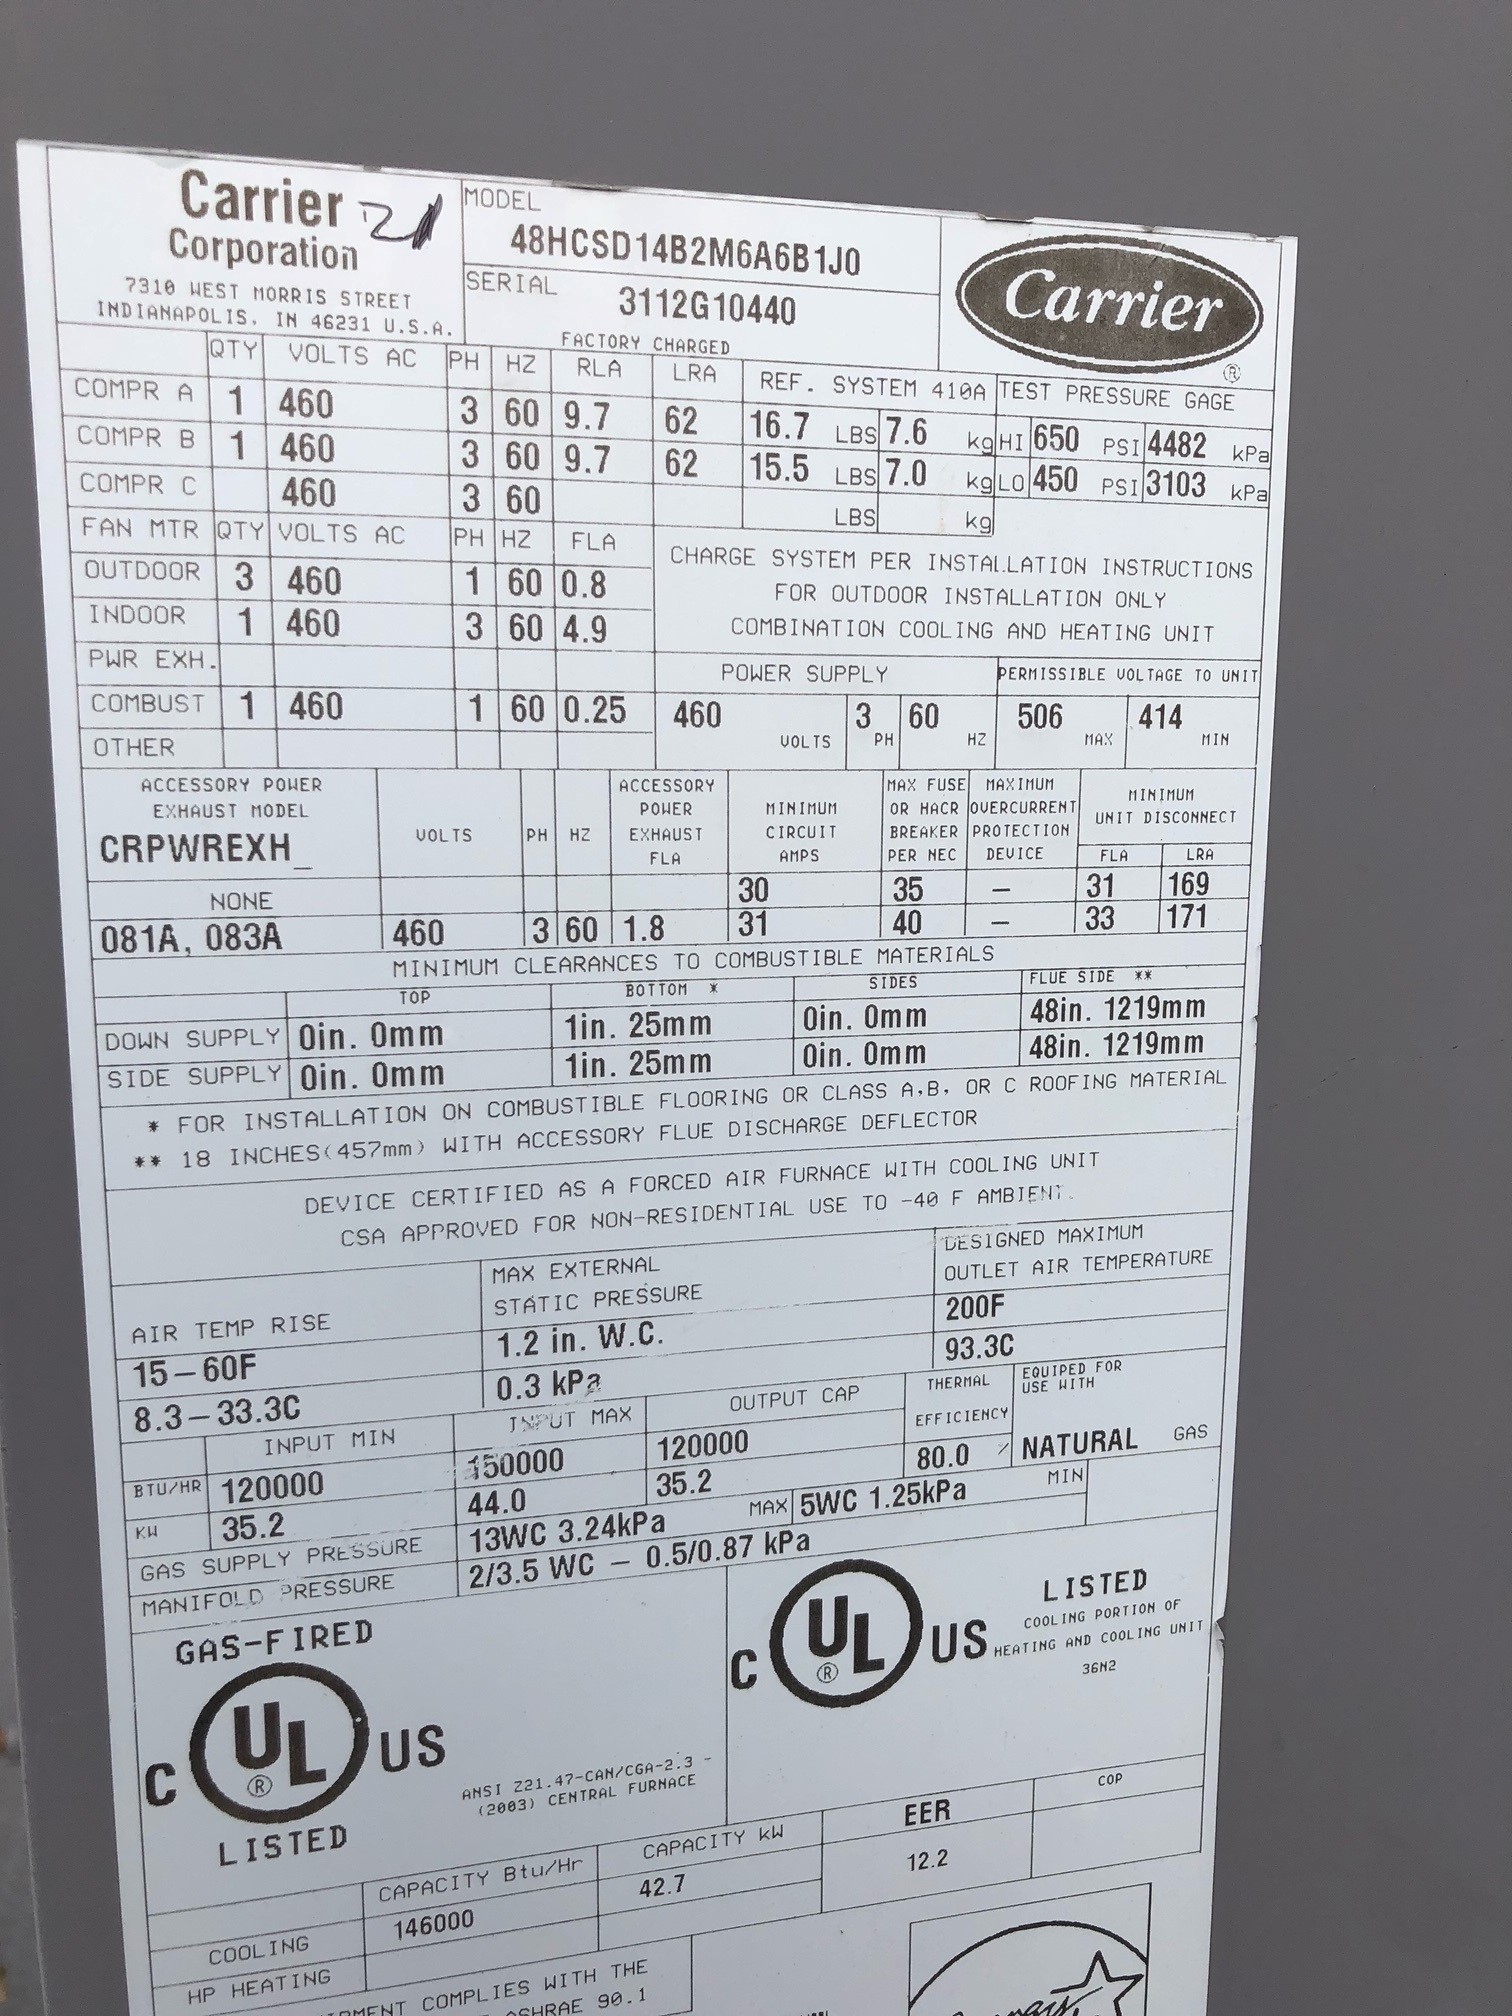 Carrier 21
Corporation
7310 WEST MORRIS STREET
INDIANAPOLIS, IN 46231 U.S.A.
MODEL
48HCSD14B2M6A6B1J0
SERIAL
3112G10440
FACTORY CHARGED
Carrier ®
QTY VOLTS AC PH HZ RLA LRA REF. SYSTEM 410A TEST PRESSURE GAGE
COMPR A 1 460 3 60 9.7 62 16.7 LBS 7.6 kg HI 650 PSI 4482 kPa
COMPR B 1 460 3 60 9.7 62 15.5 LBS 7.0 kg LO 450 PSI 3103 kPa
COMPR C 460 3 60 LBS kg
FAN MTR QTY VOLTS AC PH HZ FLA
OUTDOOR 3 460 1 60 0.8
INDOOR 1 460 3 60 4.9
PWR EXH.
COMBUST 1 460 1 60 0.25
OTHER
CHARGE SYSTEM PER INSTALLATION INSTRUCTIONS
FOR OUTDOOR INSTALLATION ONLY
COMBINATION COOLING AND HEATING UNIT
POWER SUPPLY PERMISSIBLE VOLTAGE TO UNIT
460 VOLTS 3 PH 60 HZ 506 MAX 414 MIN
ACCESSORY POWER
EXHAUST MODEL
CRPWREXH_
VOLTS PH HZ
ACCESSORY
POWER
EXHAUST
FLA
MINIMUM
CIRCUIT
AMPS
MAX FUSE
OR HACR
BREAKER
PER NEC
MAXIMUM
OVERCURRENT
PROTECTION
DEVICE
MINIMUM
UNIT DISCONNECT
FLA LRA
NONE 30 35 – 31 169
081A, 083A 460 3 60 1.8 31 40 – 33 171
MINIMUM CLEARANCES TO COMBUSTIBLE MATERIALS
TOP BOTTOM * SIDES FLUE SIDE **
DOWN SUPPLY 0in. 0mm 1in. 25mm 0in. 0mm 48in. 1219mm
SIDE SUPPLY 0in. 0mm 1in. 25mm 0in. 0mm 48in. 1219mm
* FOR INSTALLATION ON COMBUSTIBLE FLOORING OR CLASS A,B, OR C ROOFING MATERIAL
** 18 INCHES(457mm) WITH ACCESSORY FLUE DISCHARGE DEFLECTOR
DEVICE CERTIFIED AS A FORCED AIR FURNACE WITH COOLING UNIT
CSA APPROVED FOR NON-RESIDENTIAL USE TO -40 F AMBIENT.
AIR TEMP RISE
15–60F
8.3–33.3C
MAX EXTERNAL
STATIC PRESSURE
1.2 in. W.C.
0.3 kPa
DESIGNED MAXIMUM
OUTLET AIR TEMPERATURE
200F
93.3C
INPUT MIN INPUT MAX OUTPUT CAP
BTU/HR 120000 150000 120000
KW 35.2 44.0 35.2
THERMAL
EFFICIENCY
80.0 %
EQUIPED FOR
USE WITH
NATURAL GAS
GAS SUPPLY PRESSURE 13WC 3.24kPa MAX 5WC 1.25kPa MIN
MANIFOLD PRESSURE 2/3.5 WC – 0.5/0.87 kPa
GAS-FIRED
C UL ® US
LISTED
ANSI Z21.47-CAN/CGA-2.3 -
(2003) CENTRAL FURNACE
C UL ® US
LISTED
COOLING PORTION OF
HEATING AND COOLING UNIT
36N2
CAPACITY Btu/Hr CAPACITY kW EER COP
COOLING 146000 42.7 12.2
HP HEATING
COMPLIES WITH THE
ASHRAE 90.1